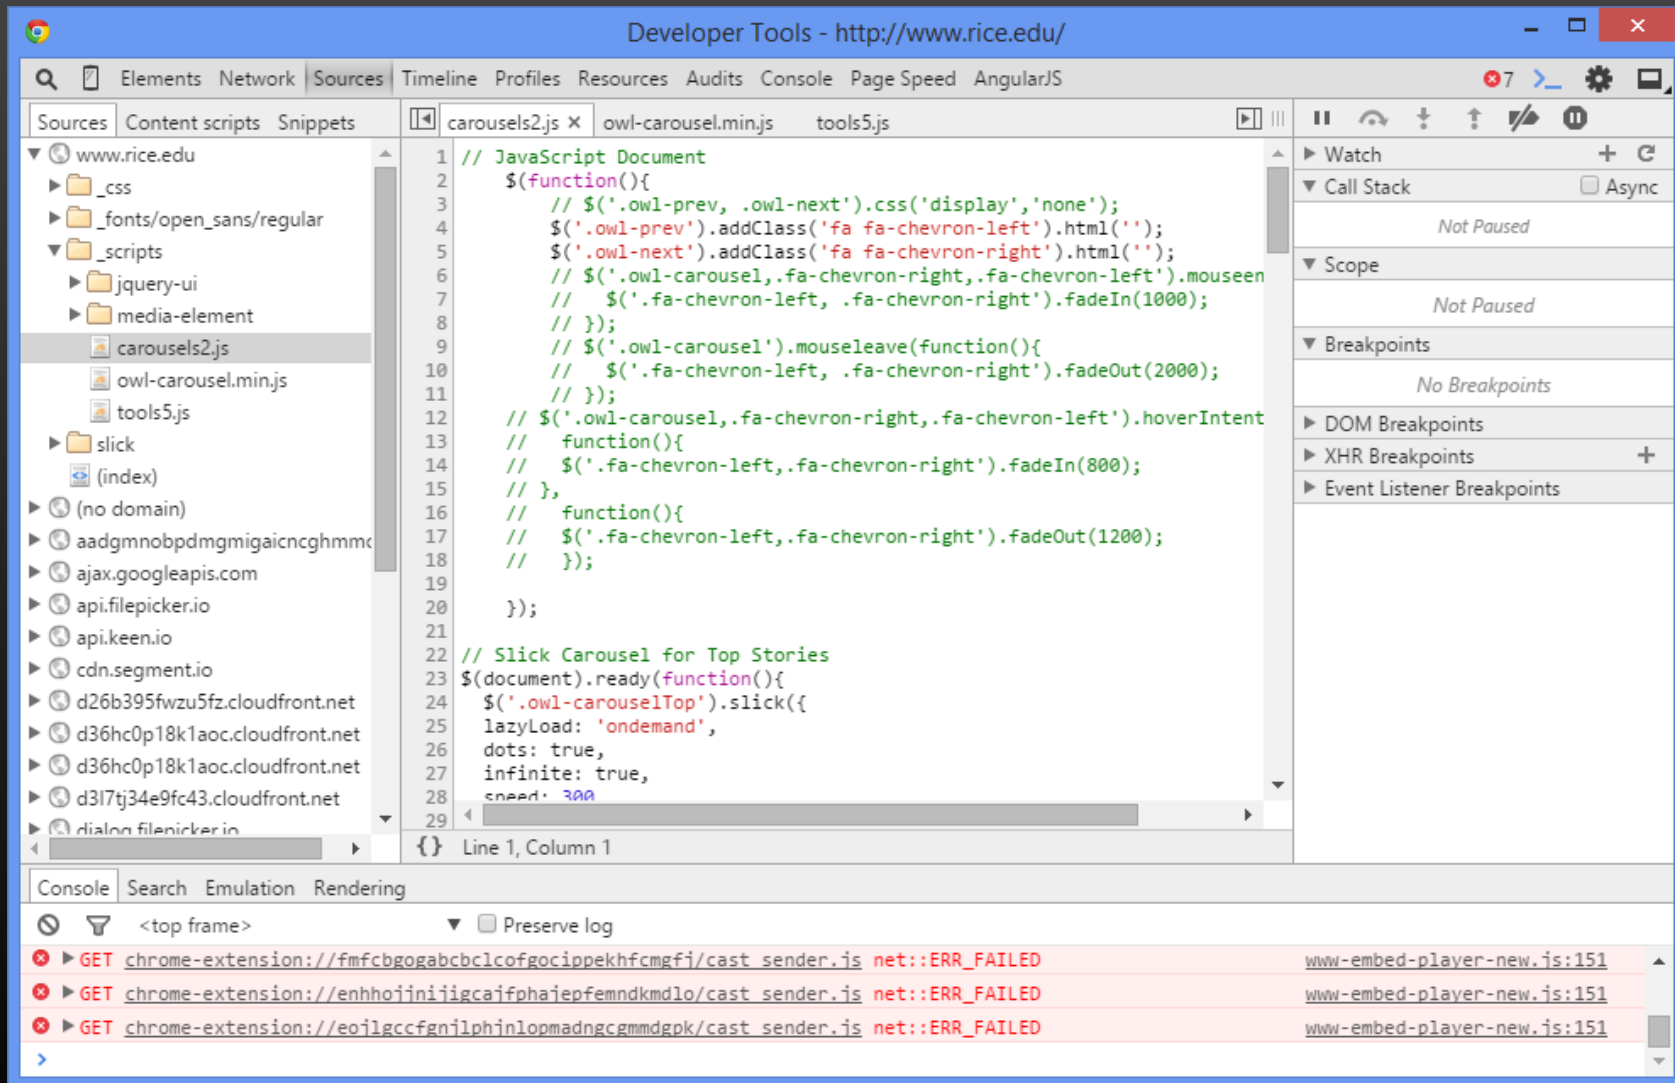 Developer Tools - http://www.rice.edu/
Elements Network Sources Timeline Profiles Resources Audits Console Page Speed AngularJS 7
Sources Content scripts Snippets
www.rice.edu
_css
_fonts/open_sans/regular
_scripts
jquery-ui
media-element
carousels2.js
owl-carousel.min.js
tools5.js
slick
(index)
(no domain)
aadgmnobpdmgmigaicncghmmc
ajax.googleapis.com
api.filepicker.io
api.keen.io
cdn.segment.io
d26b395fwzu5fz.cloudfront.net
d36hc0p18k1aoc.cloudfront.net
d36hc0p18k1aoc.cloudfront.net
d3l7tj34e9fc43.cloudfront.net
dialog.filepicker.io
carousels2.js × owl-carousel.min.js tools5.js
1 // JavaScript Document
2 $(function(){
3 // $('.owl-prev, .owl-next').css('display','none');
4 $('.owl-prev').addClass('fa fa-chevron-left').html('');
5 $('.owl-next').addClass('fa fa-chevron-right').html('');
6 // $('.owl-carousel,.fa-chevron-right,.fa-chevron-left').mouseen
7 // $('.fa-chevron-left, .fa-chevron-right').fadeIn(1000);
8 // });
9 // $('.owl-carousel').mouseleave(function(){
10 // $('.fa-chevron-left, .fa-chevron-right').fadeOut(2000);
11 // });
12 // $('.owl-carousel,.fa-chevron-right,.fa-chevron-left').hoverIntent
13 // function(){
14 // $('.fa-chevron-left,.fa-chevron-right').fadeIn(800);
15 // },
16 // function(){
17 // $('.fa-chevron-left,.fa-chevron-right').fadeOut(1200);
18 // });
19
20 });
21
22 // Slick Carousel for Top Stories
23 $(document).ready(function(){
24 $('.owl-carouselTop').slick({
25 lazyLoad: 'ondemand',
26 dots: true,
27 infinite: true,
28 speed: 300
29
{} Line 1, Column 1
Watch
Call Stack Async
Not Paused
Scope
Not Paused
Breakpoints
No Breakpoints
DOM Breakpoints
XHR Breakpoints
Event Listener Breakpoints
Console Search Emulation Rendering
<top frame> Preserve log
GET chrome-extension://fmfcbgogabcbclcofgocippekhfcmgfj/cast_sender.js net::ERR_FAILED www-embed-player-new.js:151
GET chrome-extension://enhhojjnijigcajfphajepfemndkmdlo/cast_sender.js net::ERR_FAILED www-embed-player-new.js:151
GET chrome-extension://eojlgccfgnjlphjnlopmadngcgmmdgpk/cast_sender.js net::ERR_FAILED www-embed-player-new.js:151